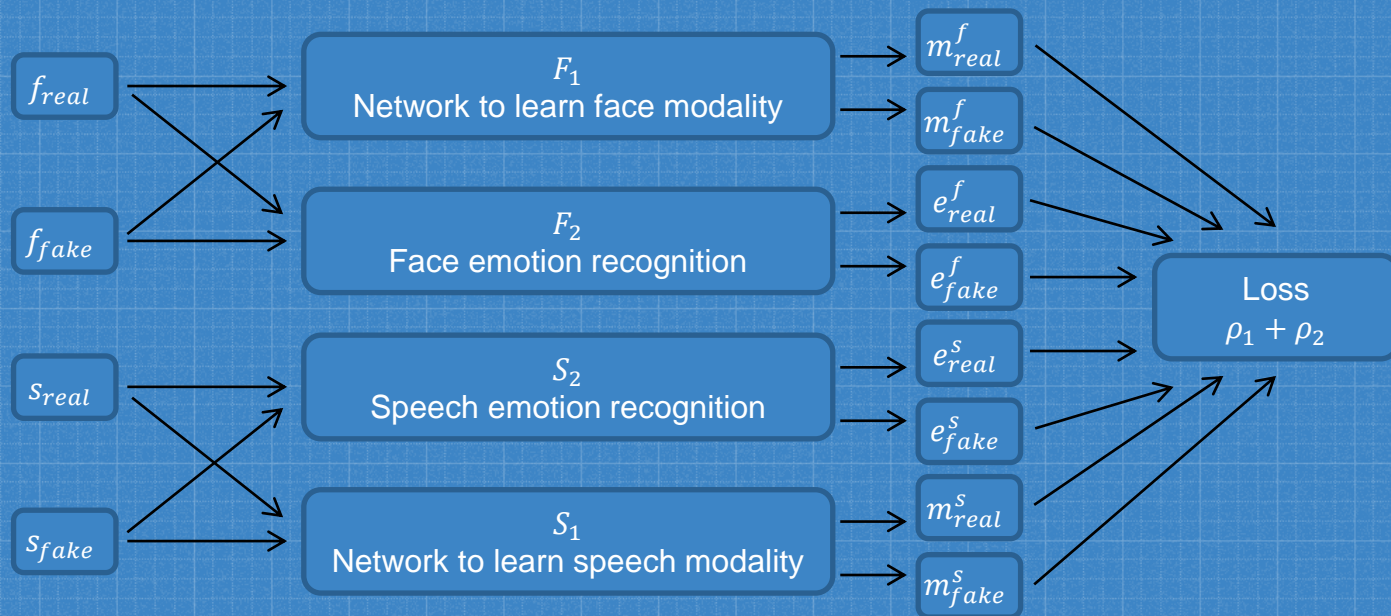 f_real
f_fake
s_real
s_fake
F_1
Network to learn face modality
F_2
Face emotion recognition
S_2
Speech emotion recognition
S_1
Network to learn speech modality
m^f_real
m^f_fake
e^f_real
e^f_fake
e^s_real
e^s_fake
m^s_real
m^s_fake
Loss
ρ_1 + ρ_2